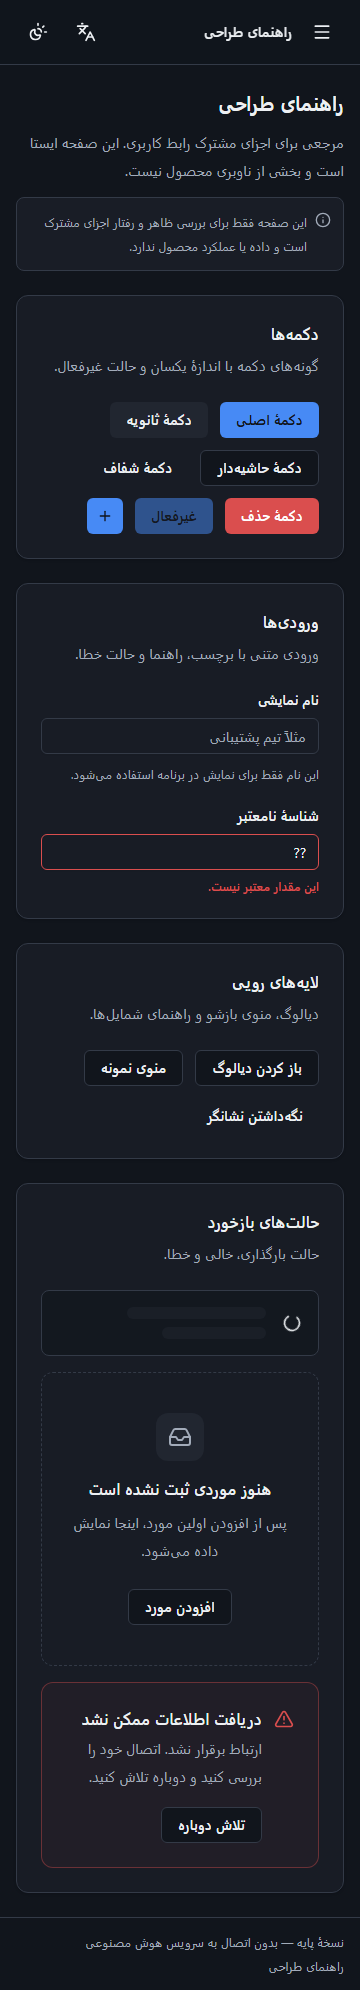 راهنمای طراحی
راهنمای طراحی
مرجعی برای اجزای مشترک رابط کاربری. این صفحه ایستا
است و بخشی از ناوبری محصول نیست.
این صفحه فقط برای بررسی ظاهر و رفتار اجزای مشترک
است و داده یا عملکرد محصول ندارد.
دکمه‌ها
گونه‌های دکمه با اندازهٔ یکسان و حالت غیرفعال.
دکمهٔ اصلی
دکمهٔ ثانویه
دکمهٔ حاشیه‌دار
دکمهٔ شفاف
دکمهٔ حذف
غیرفعال
ورودی‌ها
ورودی متنی با برچسب، راهنما و حالت خطا.
نام نمایشی
مثلاً تیم پشتیبانی
این نام فقط برای نمایش در برنامه استفاده می‌شود.
شناسهٔ نامعتبر
??
این مقدار معتبر نیست.
لایه‌های رویی
دیالوگ، منوی بازشو و راهنمای شمایل‌ها.
باز کردن دیالوگ
منوی نمونه
نگه‌داشتن نشانگر
حالت‌های بازخورد
حالت بارگذاری، خالی و خطا.
هنوز موردی ثبت نشده است
پس از افزودن اولین مورد، اینجا نمایش
داده می‌شود.
افزودن مورد
دریافت اطلاعات ممکن نشد
ارتباط برقرار نشد. اتصال خود را
بررسی کنید و دوباره تلاش کنید.
تلاش دوباره
نسخهٔ پایه — بدون اتصال به سرویس هوش مصنوعی
راهنمای طراحی